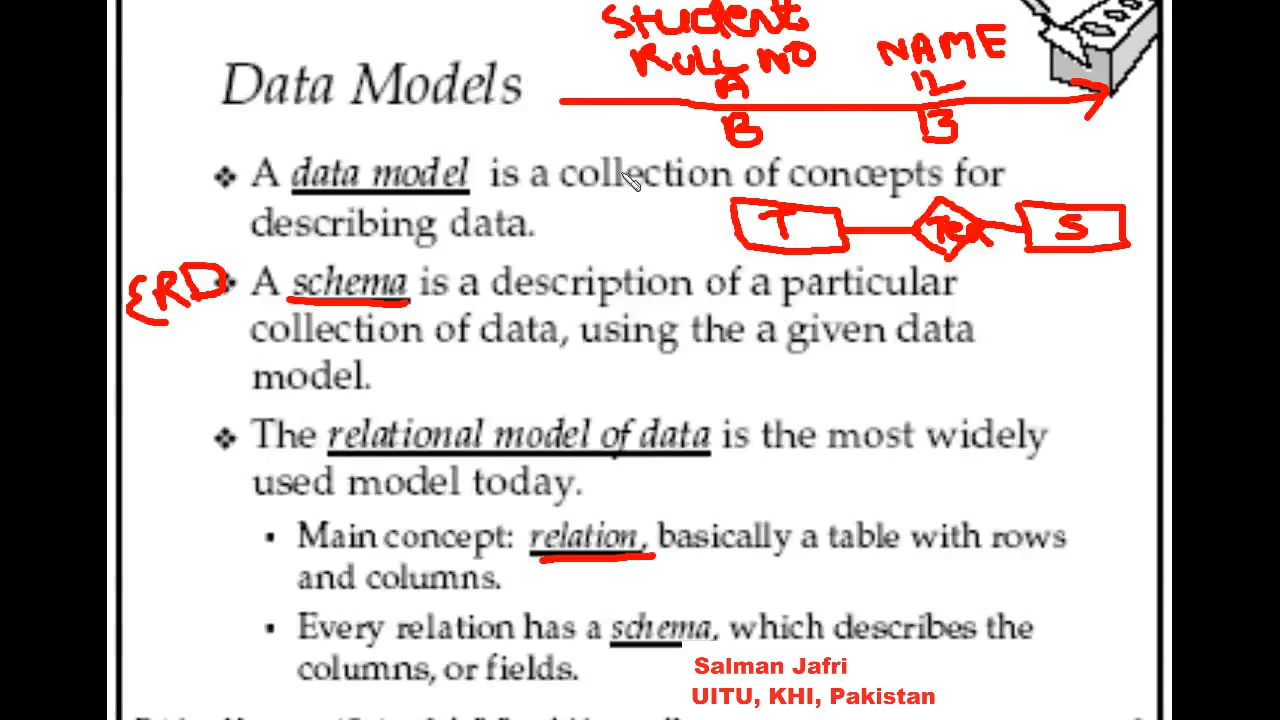 Student
ROLL NO NAME
A 12
Data Models
B 13
❖ A data model is a collection of concepts for
describing data.
T Tea S
ERD
❖ A schema is a description of a particular
collection of data, using the a given data
model.
❖ The relational model of data is the most widely
used model today.
▪ Main concept: relation, basically a table with rows
and columns.
▪ Every relation has a schema, which describes the
columns, or fields.
Salman Jafri
UITU, KHI, Pakistan